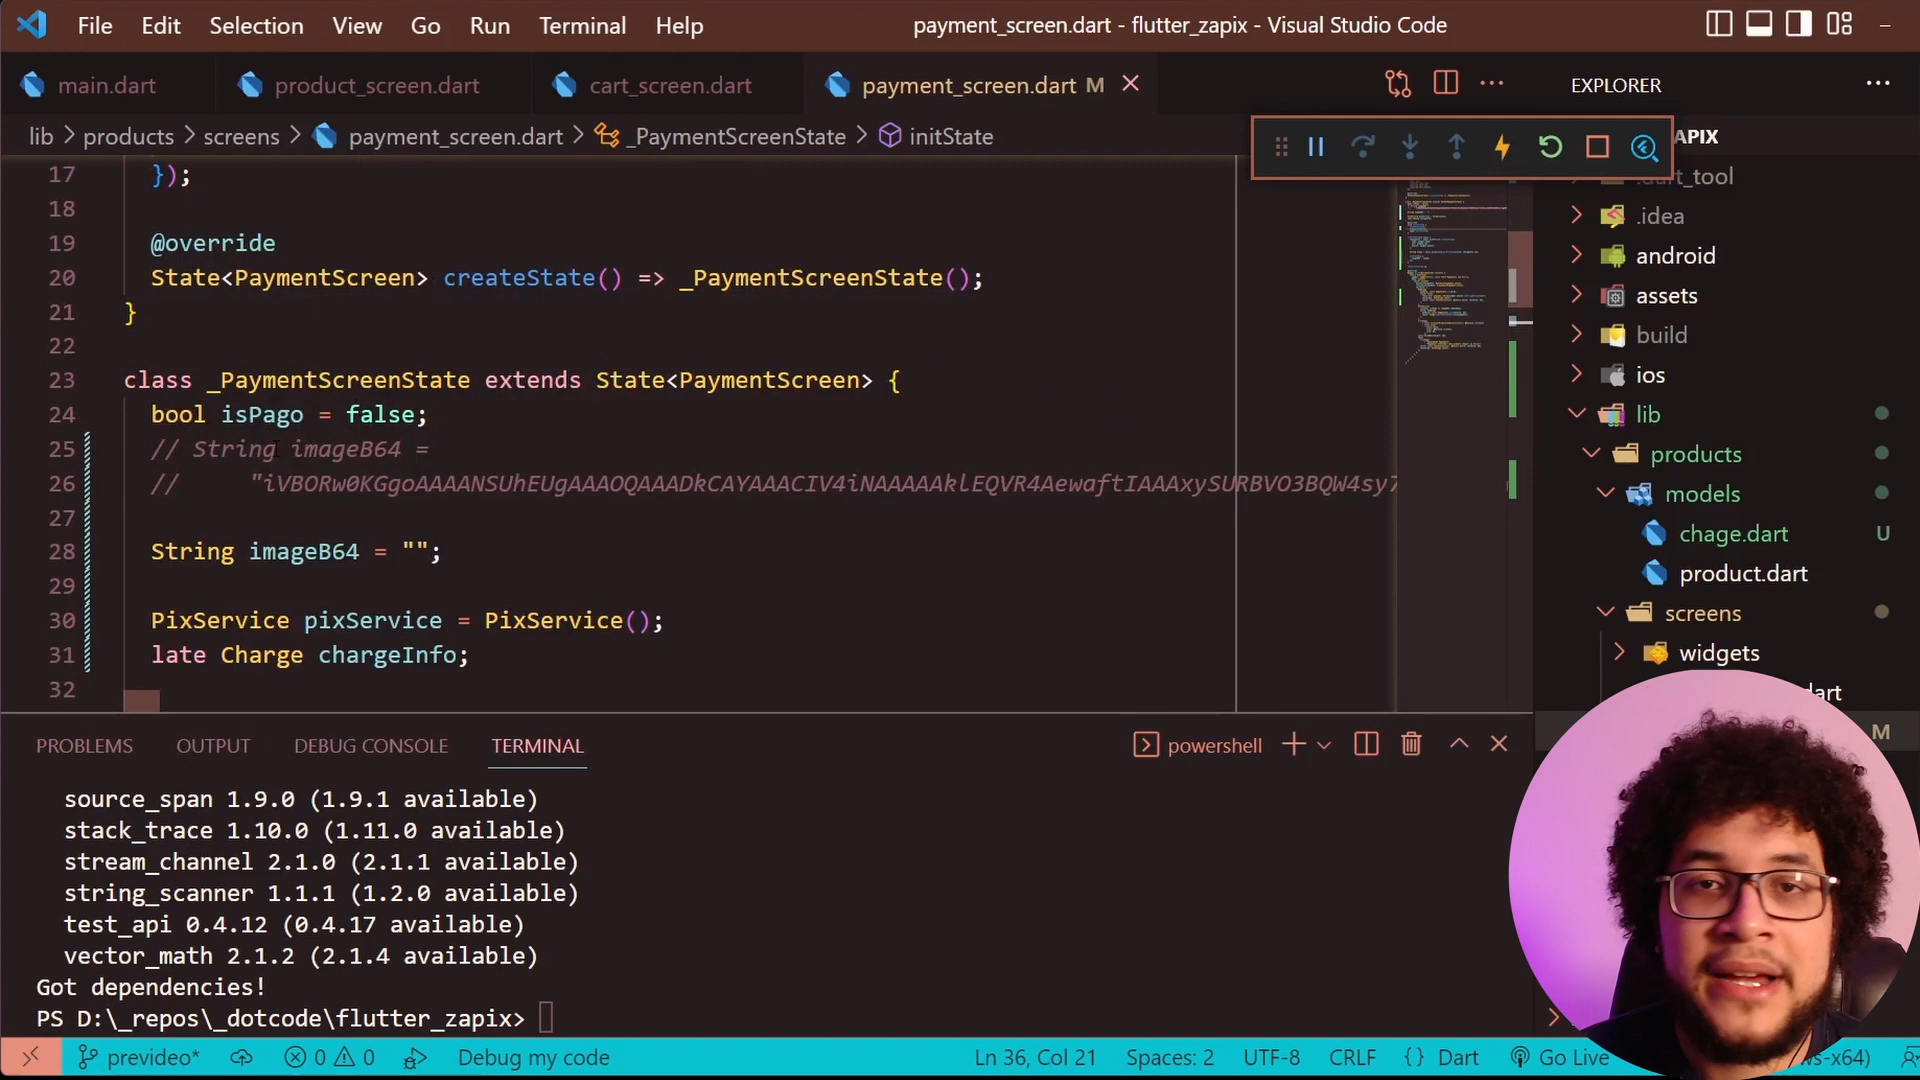 File Edit Selection View Go Run Terminal Help payment_screen.dart - flutter_zapix - Visual Studio Code
main.dart product_screen.dart cart_screen.dart payment_screen.dart M
lib > products > screens > payment_screen.dart > _PaymentScreenState > initState
17 });
18
19 @override
20 State<PaymentScreen> createState() => _PaymentScreenState();
21 }
22
23 class _PaymentScreenState extends State<PaymentScreen> {
24 bool isPago = false;
25 // String imageB64 =
26 // "iVBORw0KGgoAAAANSUhEUgAAAOQAAADkCAYAAACIV4iNAAAAAklEQVR4AewaftIAAAxySURBVO3BQW4sy7
27
28 String imageB64 = "";
29
30 PixService pixService = PixService();
31 late Charge chargeInfo;
32
EXPLORER
APIX
.dart_tool
.idea
android
assets
build
ios
lib
products
models
chage.dart U
product.dart
screens
widgets
dart
M
PROBLEMS OUTPUT DEBUG CONSOLE TERMINAL powershell
source_span 1.9.0 (1.9.1 available)
stack_trace 1.10.0 (1.11.0 available)
stream_channel 2.1.0 (2.1.1 available)
string_scanner 1.1.1 (1.2.0 available)
test_api 0.4.12 (0.4.17 available)
vector_math 2.1.2 (2.1.4 available)
Got dependencies!
PS D:\_repos\_dotcode\flutter_zapix>
prevideo* 0 0 Debug my code Ln 36, Col 21 Spaces: 2 UTF-8 CRLF {} Dart Go Live s-x64)